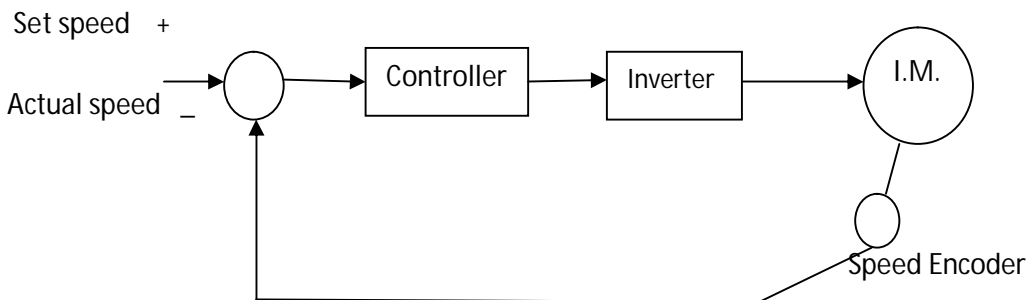 Set speed +
Controller
Inverter
I.M.
Actual speed _
Speed Encoder